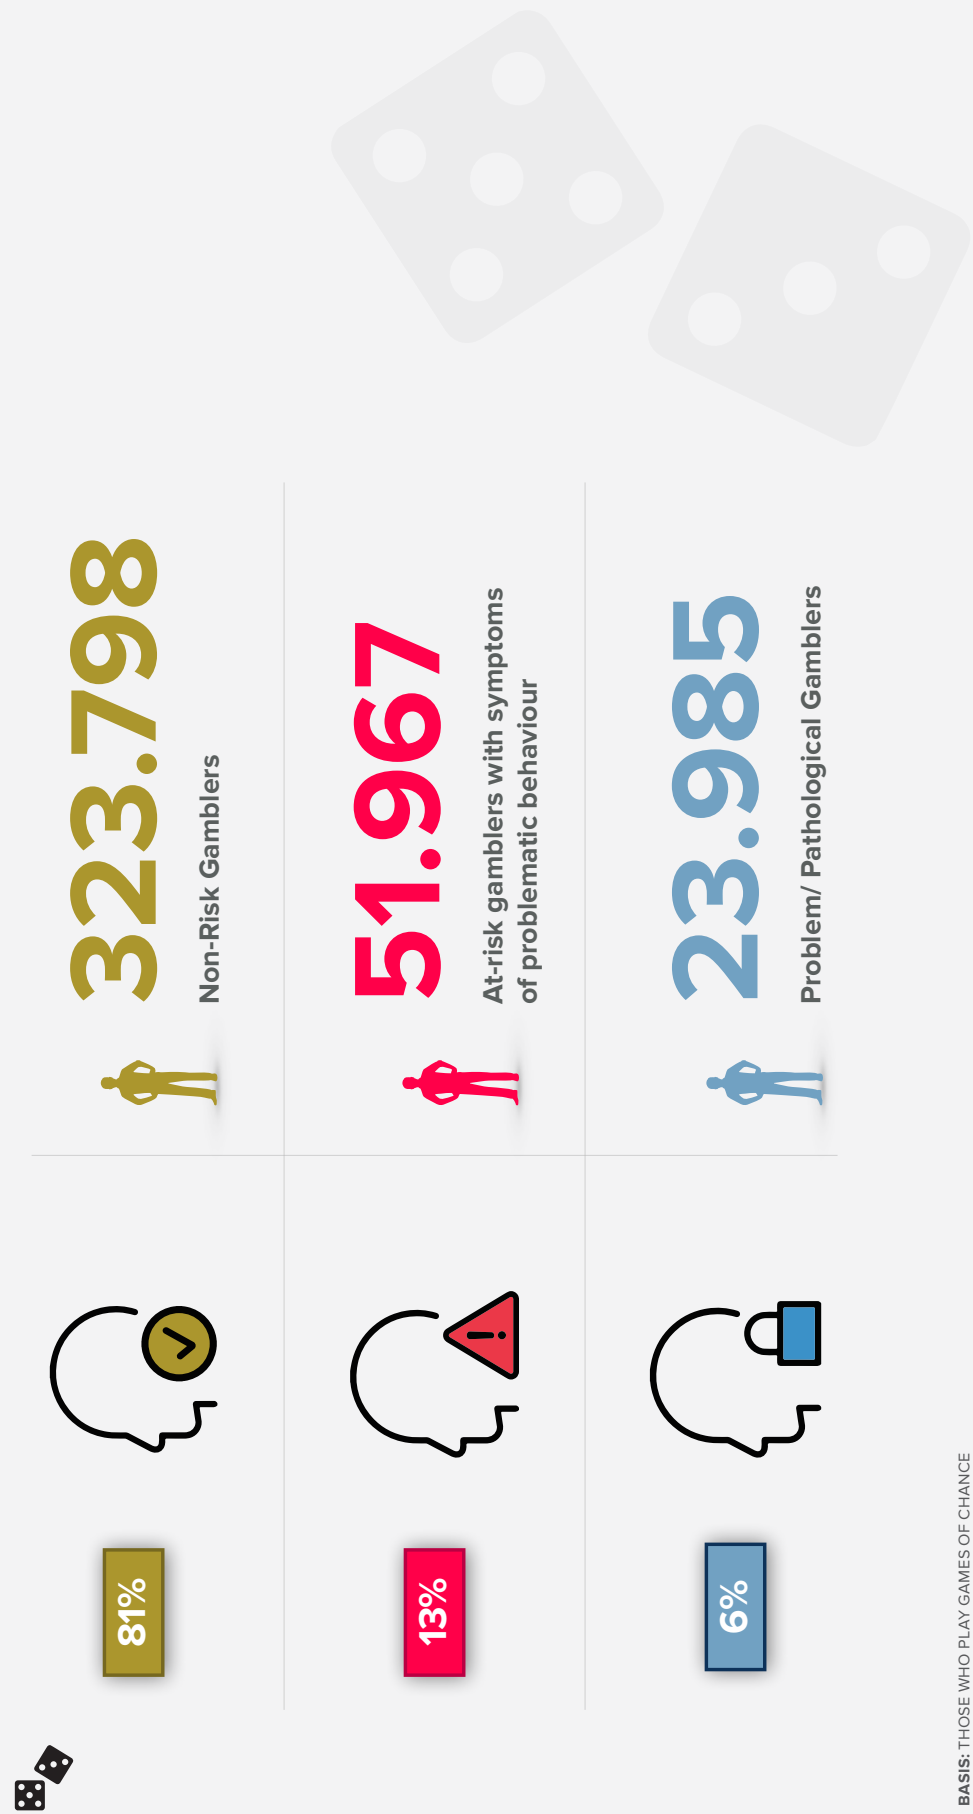 81%
323.798
Non-Risk Gamblers
13%
51.967
At-risk gamblers with symptoms
of problematic behaviour
6%
23.985
Problem/ Pathological Gamblers
BASIS: THOSE WHO PLAY GAMES OF CHANCE